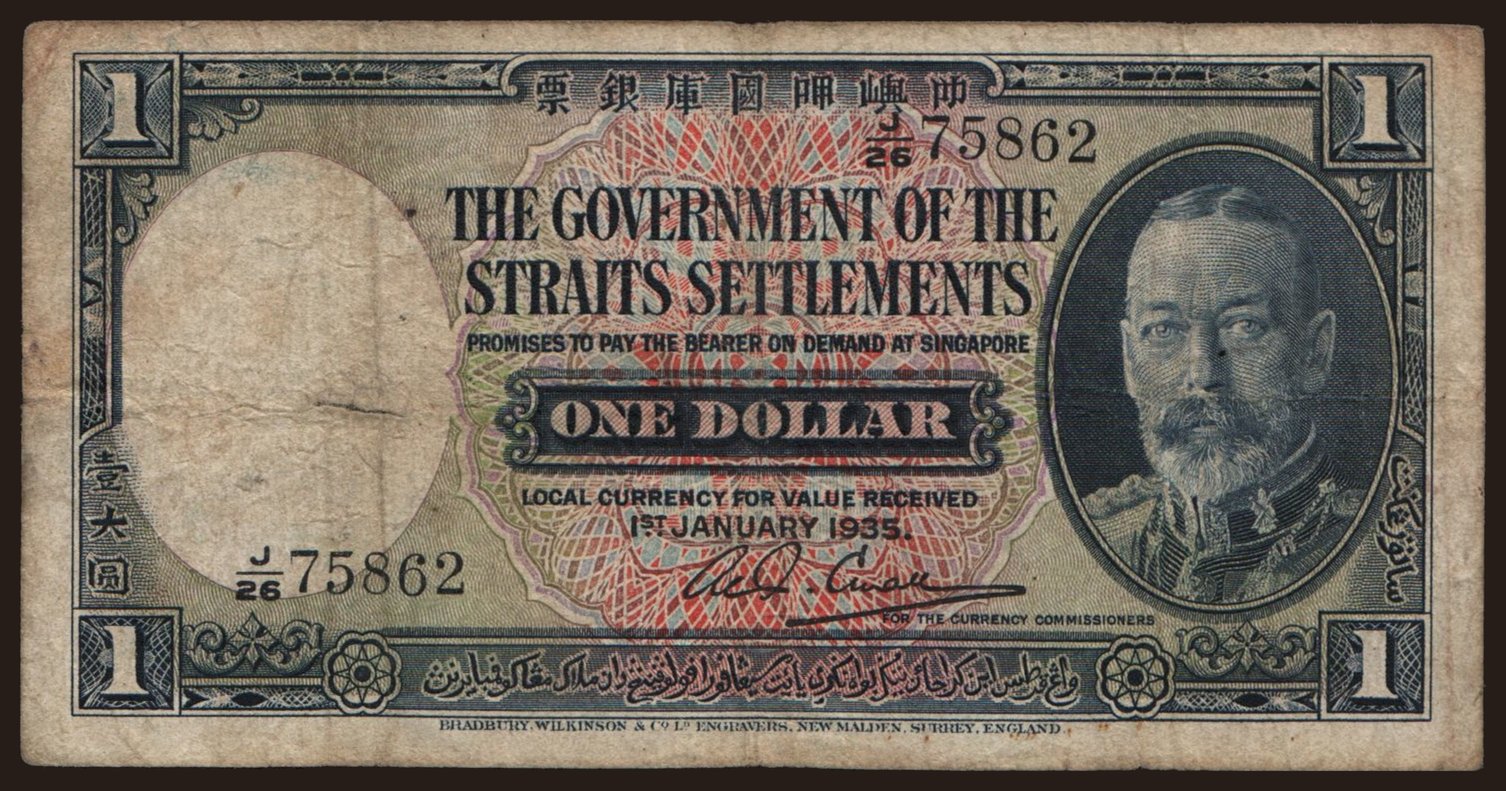 1
1
票銀庫國呷嶼㘵
J/26 75862
THE GOVERNMENT OF THE
STRAITS SETTLEMENTS
PROMISES TO PAY THE BEARER ON DEMAND AT SINGAPORE
ONE DOLLAR
LOCAL CURRENCY FOR VALUE RECEIVED
1ST JANUARY 1935.
FOR THE CURRENCY COMMISSIONERS
壹大圓
J/26 75862
1
1
BRADBURY, WILKINSON & Co. LD. ENGRAVERS, NEW MALDEN, SURREY, ENGLAND